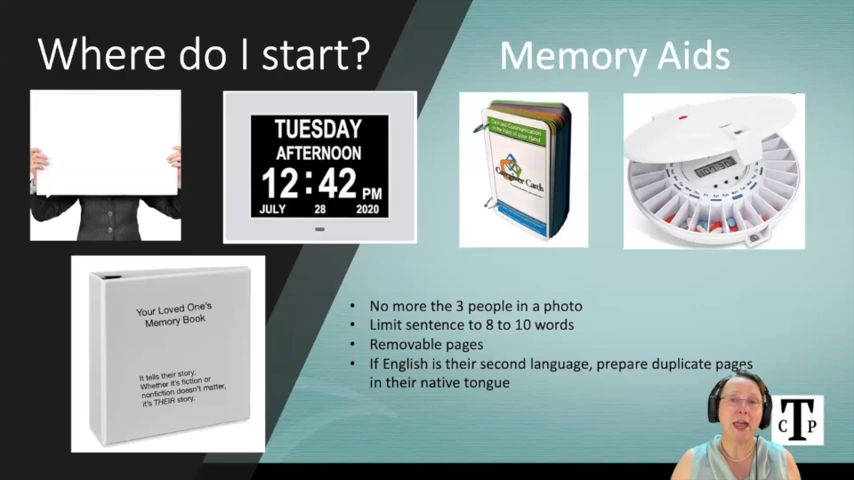 Where do I start?
Memory Aids
TUESDAY
AFTERNOON
12:42 PM
JULY 28 2020
Caregiver Cards
Your Loved One's
Memory Book
It tells their story.
Whether it's fiction or
nonfiction doesn't matter,
it's THEIR story.
• No more the 3 people in a photo
• Limit sentence to 8 to 10 words
• Removable pages
• If English is their second language, prepare duplicate pages
in their native tongue
T
C P